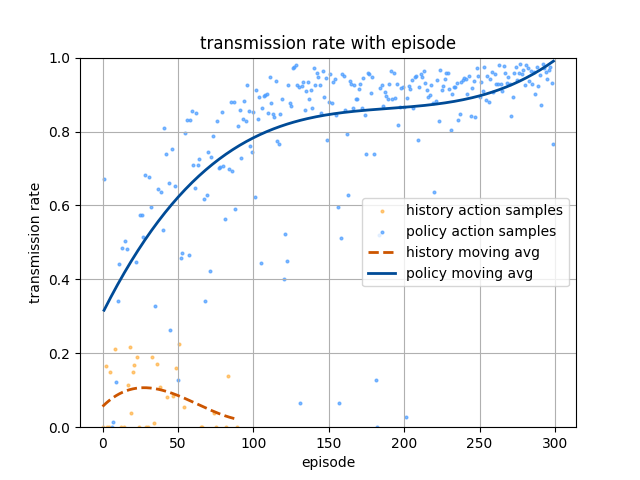 transmission rate with episode
1.0
0.8
0.6
0.4
0.2
0.0
transmission rate
history action samples
policy action samples
history moving avg
policy moving avg
0
50
100
150
200
250
300
episode